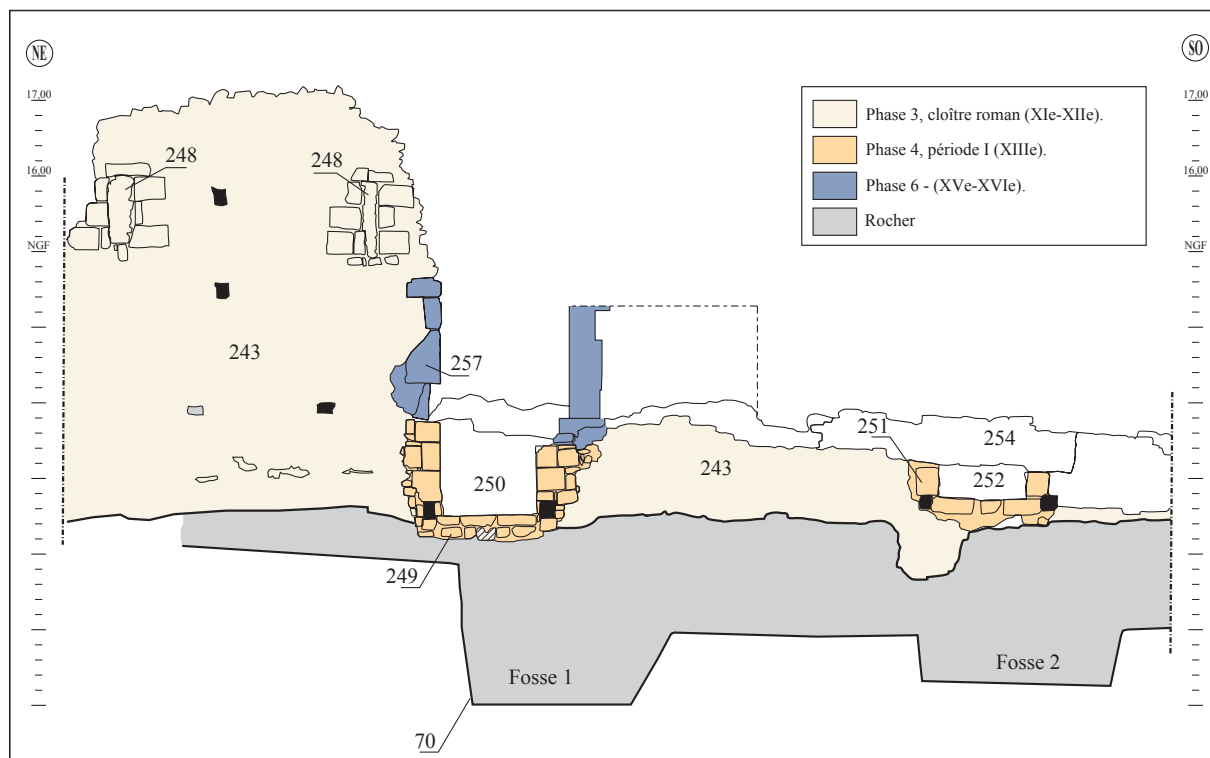 NE
SO
17,00
17,00
Phase 3, cloître roman (XIe-XIIe).
Phase 4, période I (XIIIe).
Phase 6 - (XVe-XVIe).
Rocher
248
248
16,00
16,00
NGF
NGF
243
257
251
254
243
250
252
249
Fosse 1
Fosse 2
70